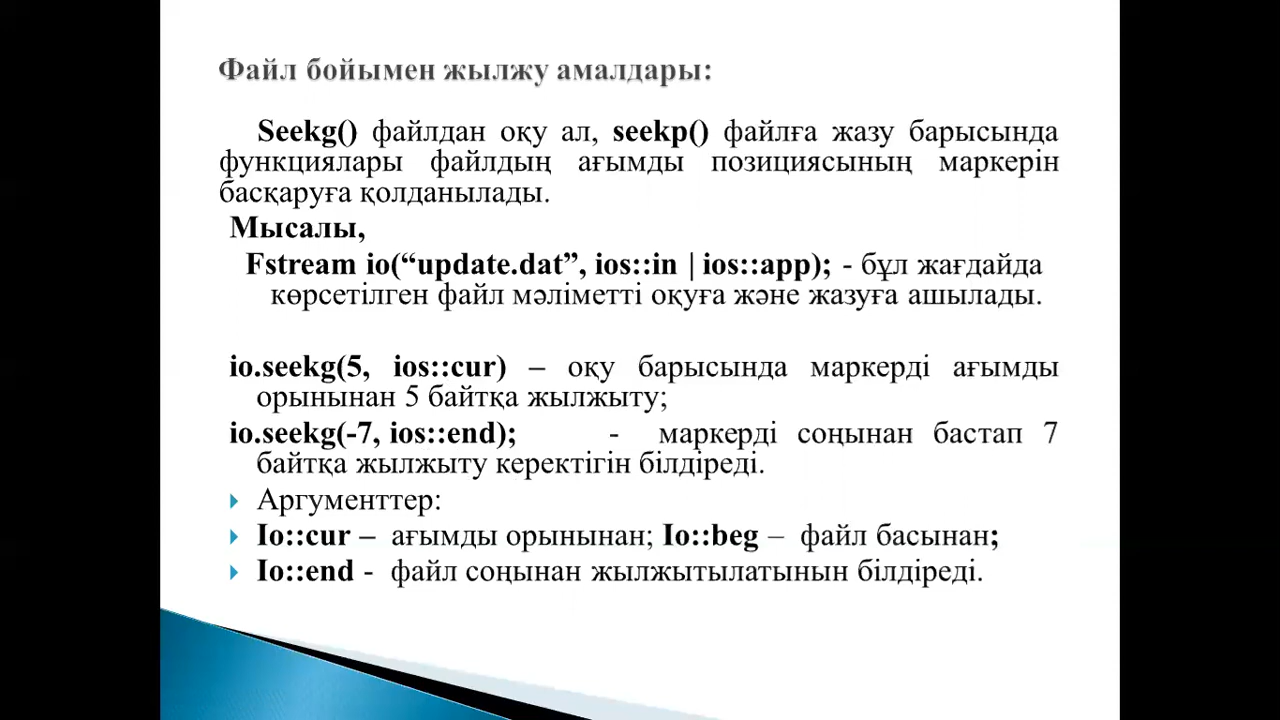 Файл бойымен жылжу амалдары:
Seekg() файлдан оқу ал, seekp() файлға жазу барысында
функциялары файлдың ағымды позициясының маркерін
басқаруға қолданылады.
Мысалы,
Fstream io(“update.dat”, ios::in | ios::app); - бұл жағдайда
көрсетілген файл мәліметті оқуға және жазуға ашылады.
io.seekg(5, ios::cur) – оқу барысында маркерді ағымды
орынынан 5 байтқа жылжыту;
io.seekg(-7, ios::end); - маркерді соңынан бастап 7
байтқа жылжыту керектігін білдіреді.
Аргументтер:
Io::cur – ағымды орынынан; Io::beg – файл басынан;
Io::end - файл соңынан жылжытылатынын білдіреді.